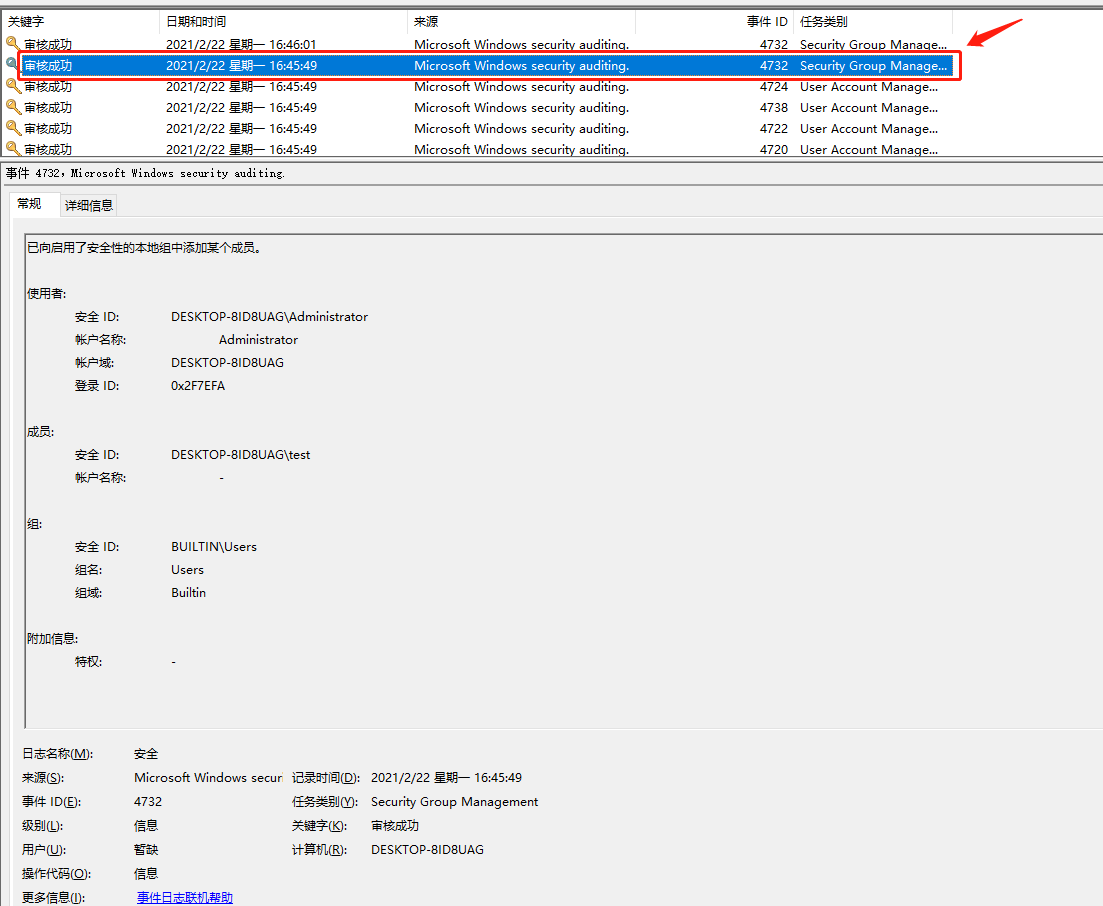 关键字 日期和时间 来源 事件 ID 任务类别
审核成功 2021/2/22 星期一 16:46:01 Microsoft Windows security auditing. 4732 Security Group Manage...
审核成功 2021/2/22 星期一 16:45:49 Microsoft Windows security auditing. 4732 Security Group Manage...
审核成功 2021/2/22 星期一 16:45:49 Microsoft Windows security auditing. 4724 User Account Manage...
审核成功 2021/2/22 星期一 16:45:49 Microsoft Windows security auditing. 4738 User Account Manage...
审核成功 2021/2/22 星期一 16:45:49 Microsoft Windows security auditing. 4722 User Account Manage...
审核成功 2021/2/22 星期一 16:45:49 Microsoft Windows security auditing. 4720 User Account Manage...
事件 4732，Microsoft Windows security auditing.
常规 详细信息
已向启用了安全性的本地组中添加某个成员。
使用者:
安全 ID: DESKTOP-8ID8UAG\Administrator
帐户名称: Administrator
帐户域: DESKTOP-8ID8UAG
登录 ID: 0x2F7EFA
成员:
安全 ID: DESKTOP-8ID8UAG\test
帐户名称: -
组:
安全 ID: BUILTIN\Users
组名: Users
组域: Builtin
附加信息:
特权: -
日志名称(M): 安全
来源(S): Microsoft Windows securi 记录时间(D): 2021/2/22 星期一 16:45:49
事件 ID(E): 4732 任务类别(Y): Security Group Management
级别(L): 信息 关键字(K): 审核成功
用户(U): 暂缺 计算机(R): DESKTOP-8ID8UAG
操作代码(O): 信息
更多信息(I): 事件日志联机帮助